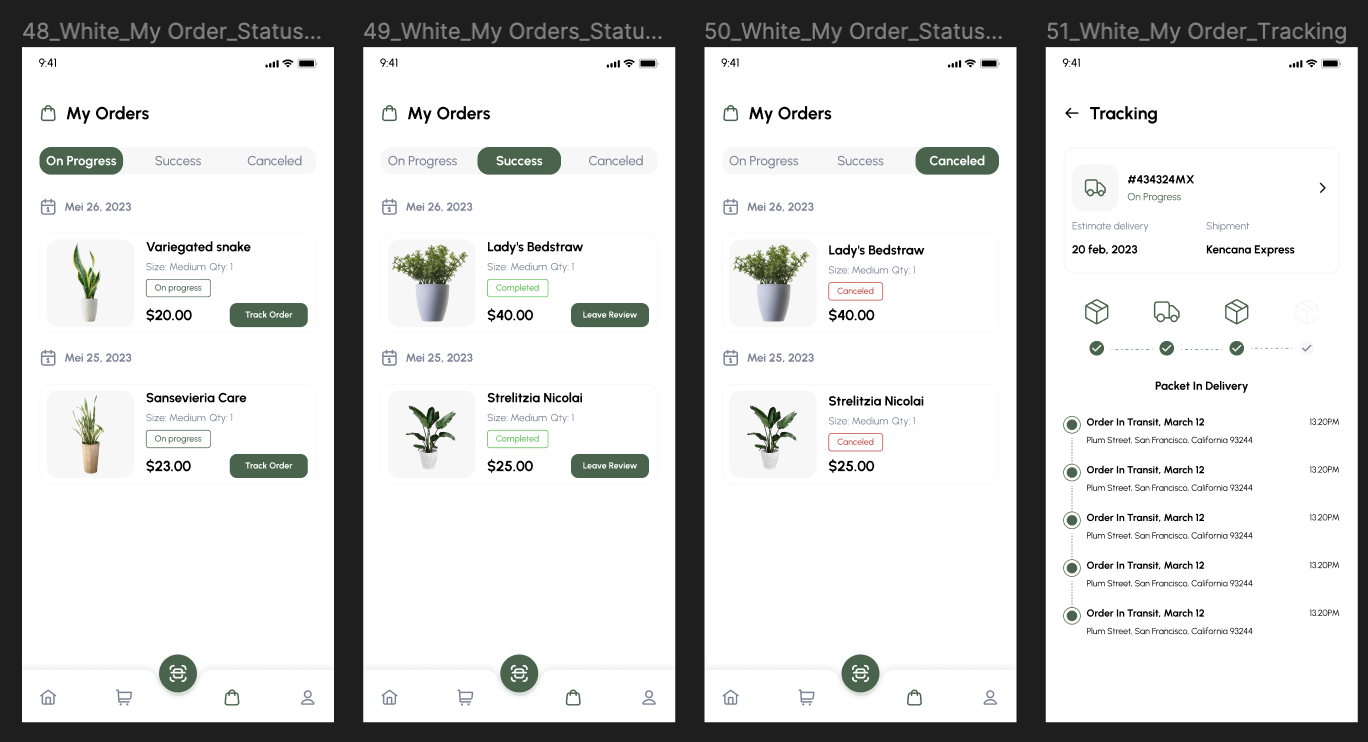 48_White_My Order_Status...
9:41
My Orders
On Progress Success Canceled
Mei 26, 2023
Variegated snake
Size: Medium Qty: 1
On progress
$20.00 Track Order
Mei 25, 2023
Sansevieria Care
Size: Medium Qty: 1
On progress
$23.00 Track Order
49_White_My Orders_Statu...
9:41
My Orders
On Progress Success Canceled
Mei 26, 2023
Lady's Bedstraw
Size: Medium Qty: 1
Completed
$40.00 Leave Review
Mei 25, 2023
Strelitzia Nicolai
Size: Medium Qty: 1
Completed
$25.00 Leave Review
50_White_My Order_Status...
9:41
My Orders
On Progress Success Canceled
Mei 26, 2023
Lady's Bedstraw
Size: Medium Qty: 1
Canceled
$40.00
Mei 25, 2023
Strelitzia Nicolai
Size: Medium Qty: 1
Canceled
$25.00
51_White_My Order_Tracking
9:41
Tracking
#434324MX
On Progress
Estimate delivery Shipment
20 feb, 2023 Kencana Express
Packet In Delivery
Order In Transit, March 12 13.20PM
Plum Street, San Francisco, California 93244
Order In Transit, March 12 13.20PM
Plum Street, San Francisco, California 93244
Order In Transit, March 12 13.20PM
Plum Street, San Francisco, California 93244
Order In Transit, March 12 13.20PM
Plum Street, San Francisco, California 93244
Order In Transit, March 12 13.20PM
Plum Street, San Francisco, California 93244